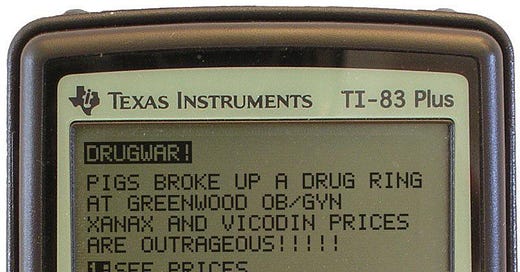 TEXAS INSTRUMENTS TI-83 Plus
DRUGWAR!
PIGS BROKE UP A DRUG RING
AT GREENWOOD OB/GYN
XANAX AND VICODIN PRICES
ARE OUTRAGEOUS!!!!!
1:SEE PRICES